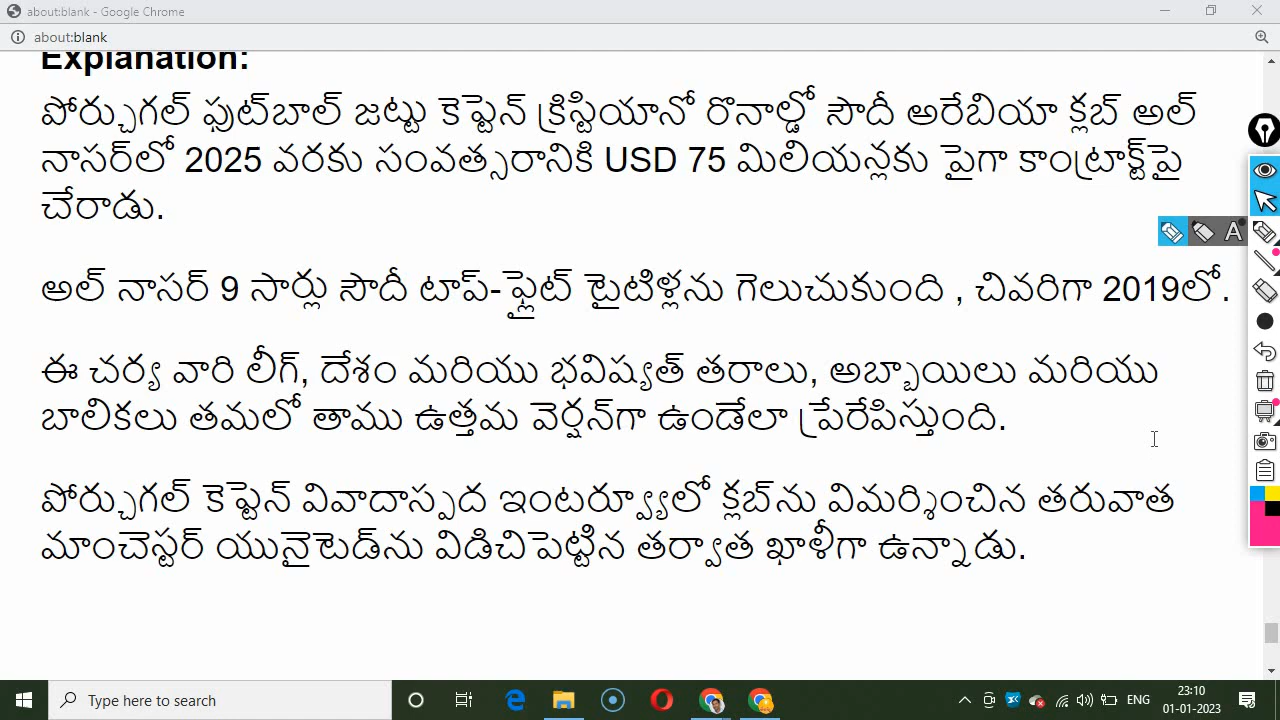 about:blank - Google Chrome
about:blank
Explanation:
పోర్చుగల్ ఫుట్‌బాల్ జట్టు కెప్టెన్ క్రిస్టియానో రొనాల్డో సౌదీ అరేబియా క్లబ్ అల్
నాసర్‌లో 2025 వరకు సంవత్సరానికి USD 75 మిలియన్లకు పైగా కాంట్రాక్ట్‌పై
చేరాడు.
అల్ నాసర్ 9 సార్లు సౌదీ టాప్-ఫ్లైట్ టైటిళ్లను గెలుచుకుంది , చివరిగా 2019లో.
ఈ చర్య వారి లీగ్, దేశం మరియు భవిష్యత్ తరాలు, అబ్బాయిలు మరియు
బాలికలు తమలో తాము ఉత్తమ వెర్షన్‌గా ఉండేలా ప్రేరేపిస్తుంది.
పోర్చుగల్ కెప్టెన్ వివాదాస్పద ఇంటర్వ్యూలో క్లబ్‌ను విమర్శించిన తరువాత
మాంచెస్టర్ యునైటెడ్‌ను విడిచిపెట్టిన తర్వాత ఖాళీగా ఉన్నాడు.
A
Type here to search
ENG
23:10
01-01-2023